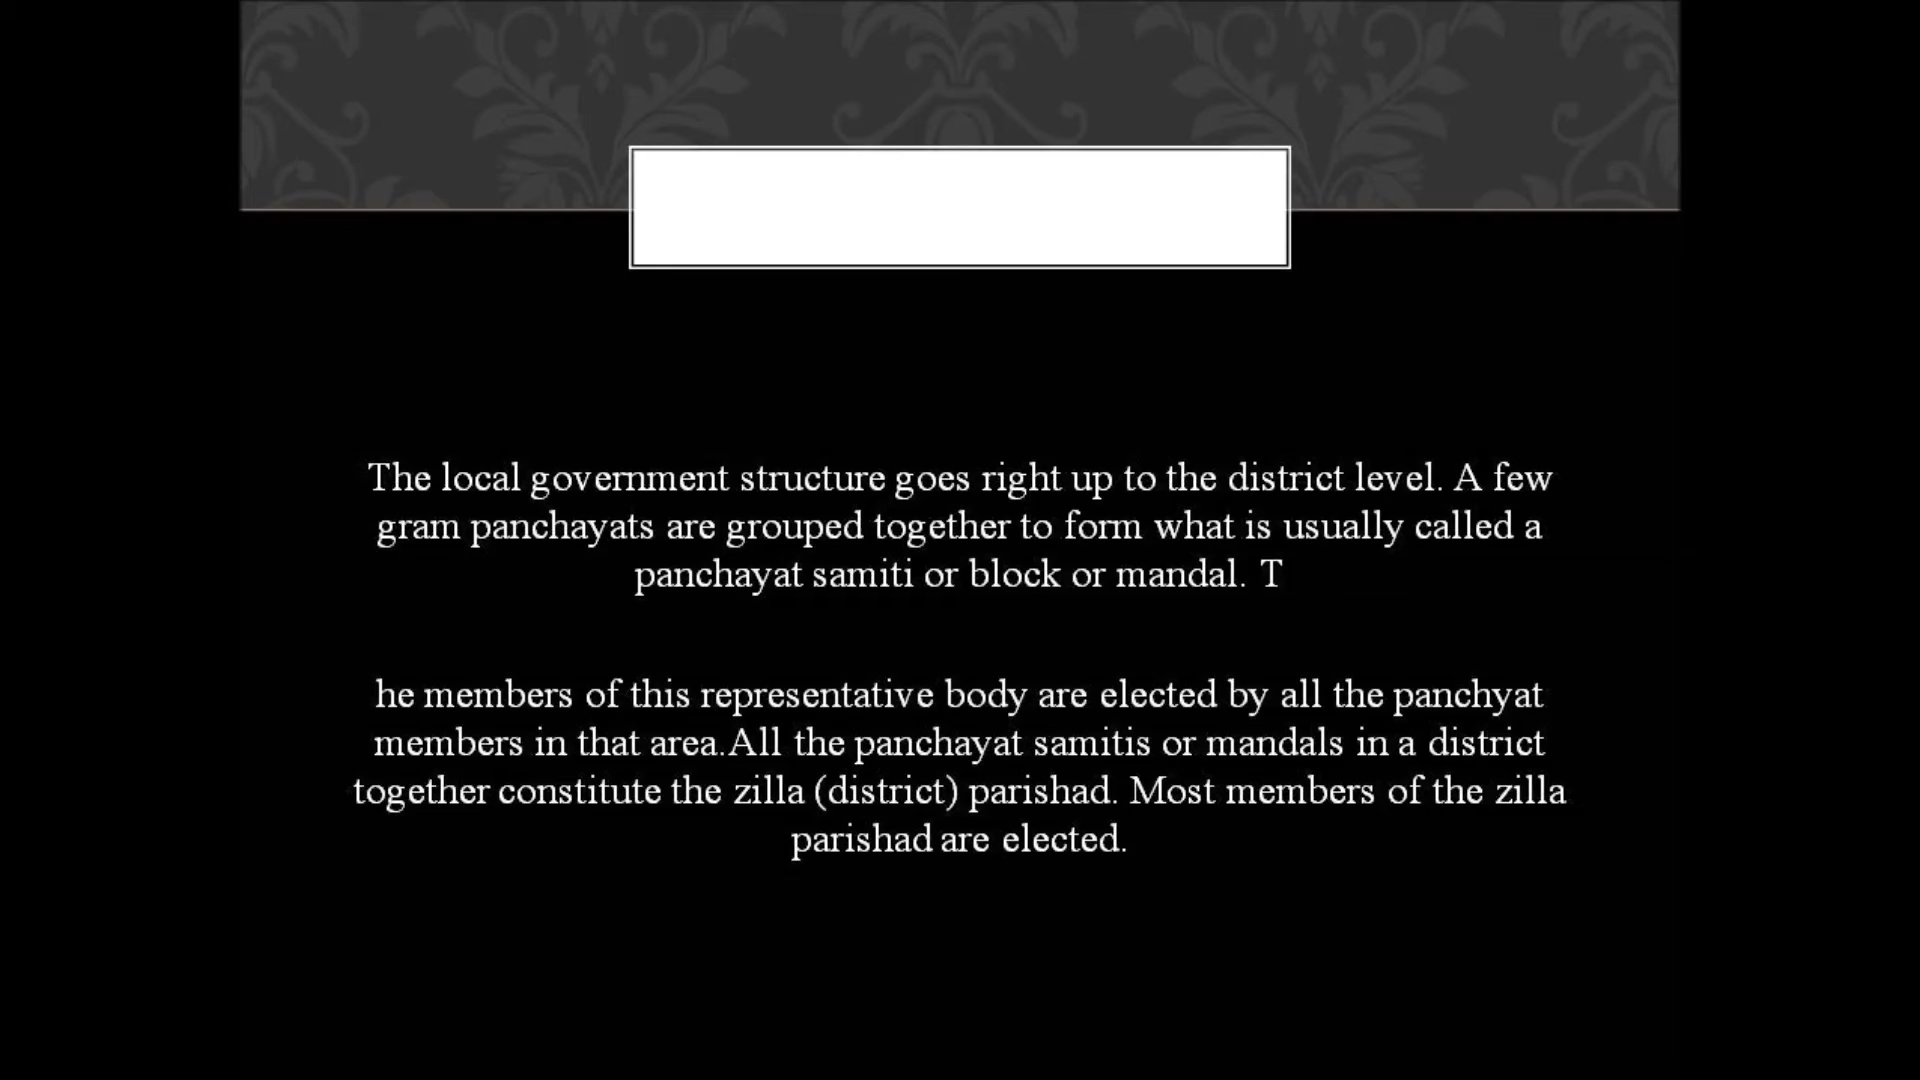 The local government structure goes right up to the district level. A few
gram panchayats are grouped together to form what is usually called a
panchayat samiti or block or mandal. T
he members of this representative body are elected by all the panchyat
members in that area.All the panchayat samitis or mandals in a district
together constitute the zilla (district) parishad. Most members of the zilla
parishad are elected.